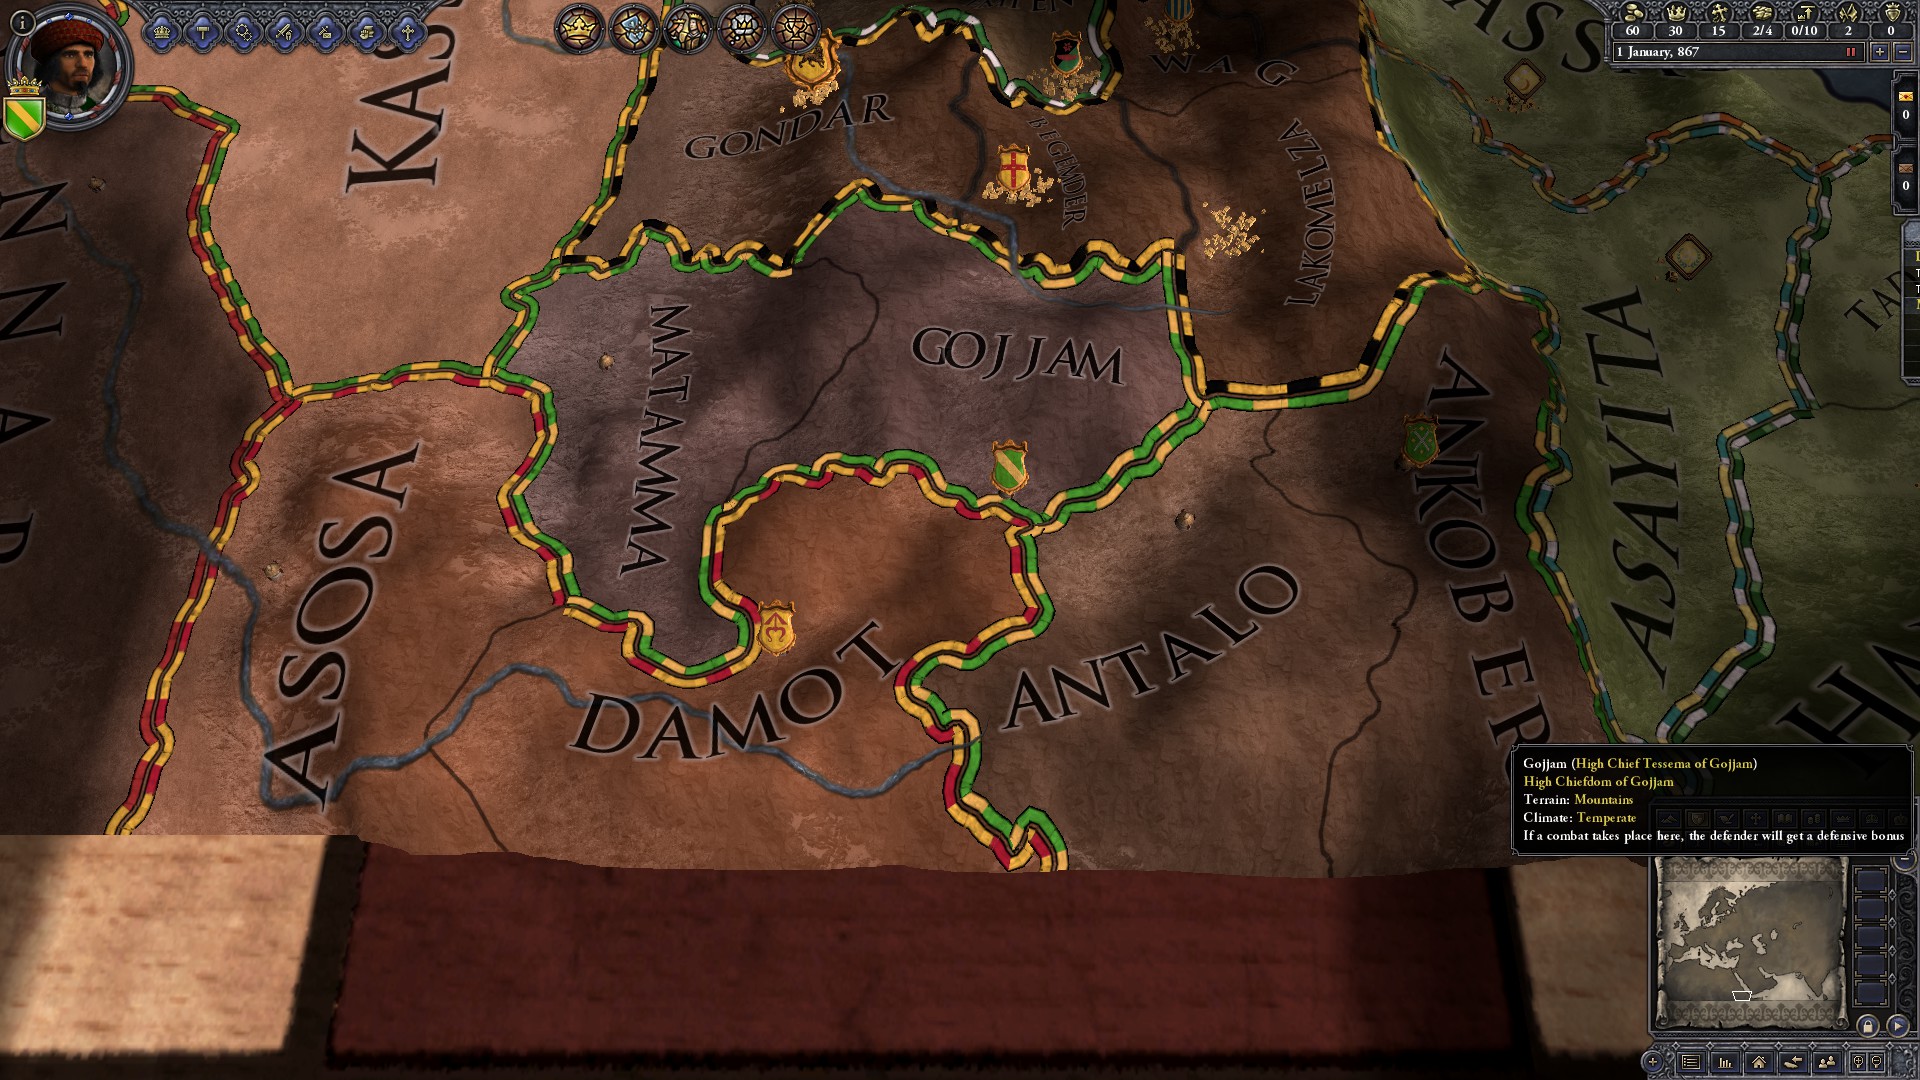 60 30 15 2/4 0/10 2 0
1 January, 867
0
0
KAS
WAG
GONDAR
BEGEMDER
LAKOMELZA
MATAMMA
GOJJAM
ASAYITA
ANKOBER
ASOSA
DAMOT
ANTALO
Gojjam (High Chief Tessema of Gojjam)
High Chiefdom of Gojjam
Terrain: Mountains
Climate: Temperate
If a combat takes place here, the defender will get a defensive bonus